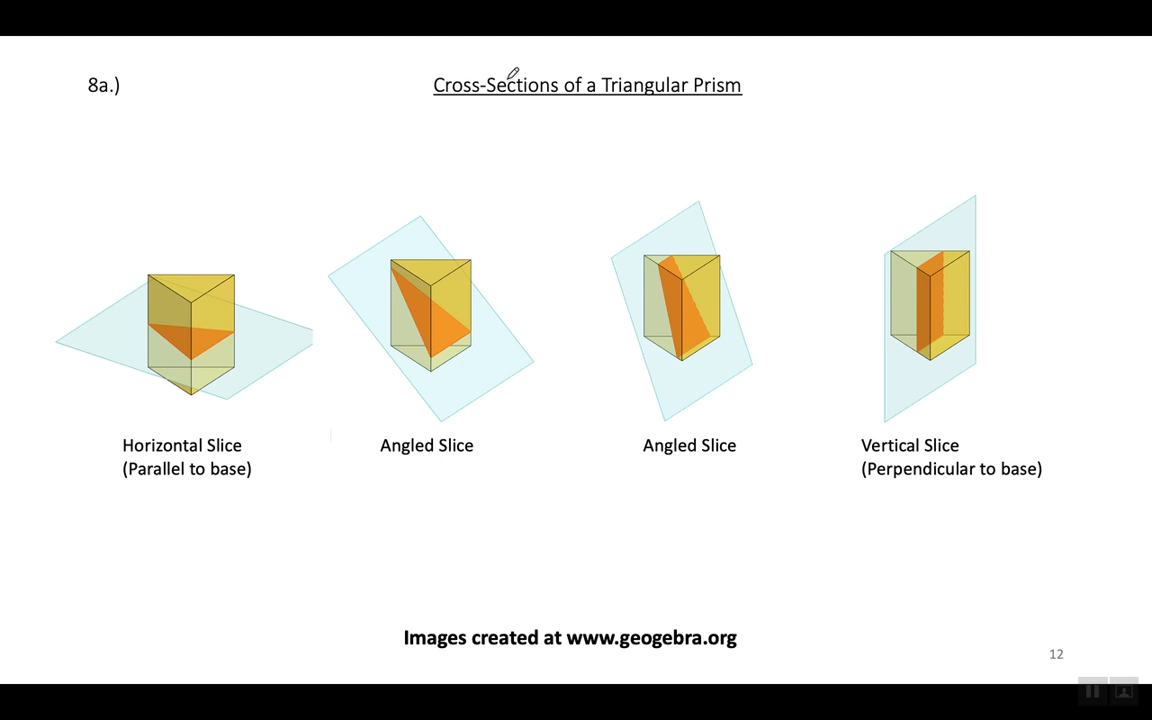 8a.)
Cross-Sections of a Triangular Prism
Horizontal Slice
(Parallel to base)
Angled Slice
Angled Slice
Vertical Slice
(Perpendicular to base)
Images created at www.geogebra.org
12